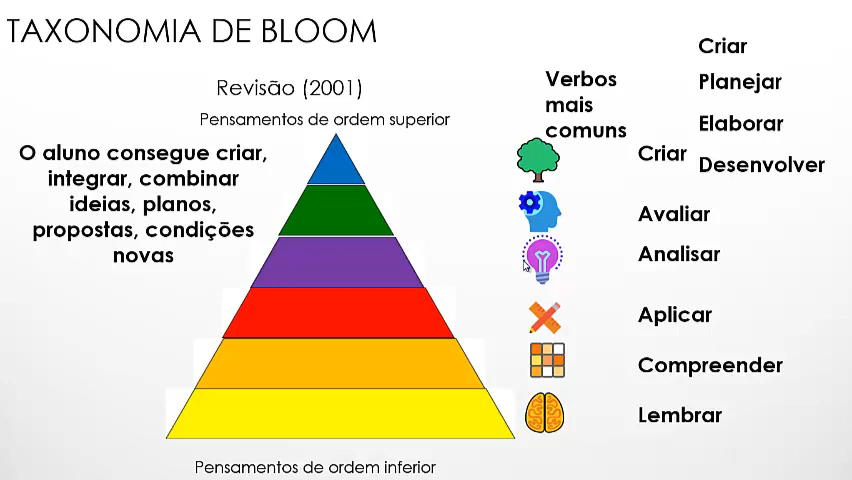 TAXONOMIA DE BLOOM
Revisão (2001)
Pensamentos de ordem superior
O aluno consegue criar,
integrar, combinar
ideias, planos,
propostas, condições
novas
Pensamentos de ordem inferior
Verbos
mais
comuns
Criar
Planejar
Elaborar
Desenvolver
Criar
Avaliar
Analisar
Aplicar
Compreender
Lembrar